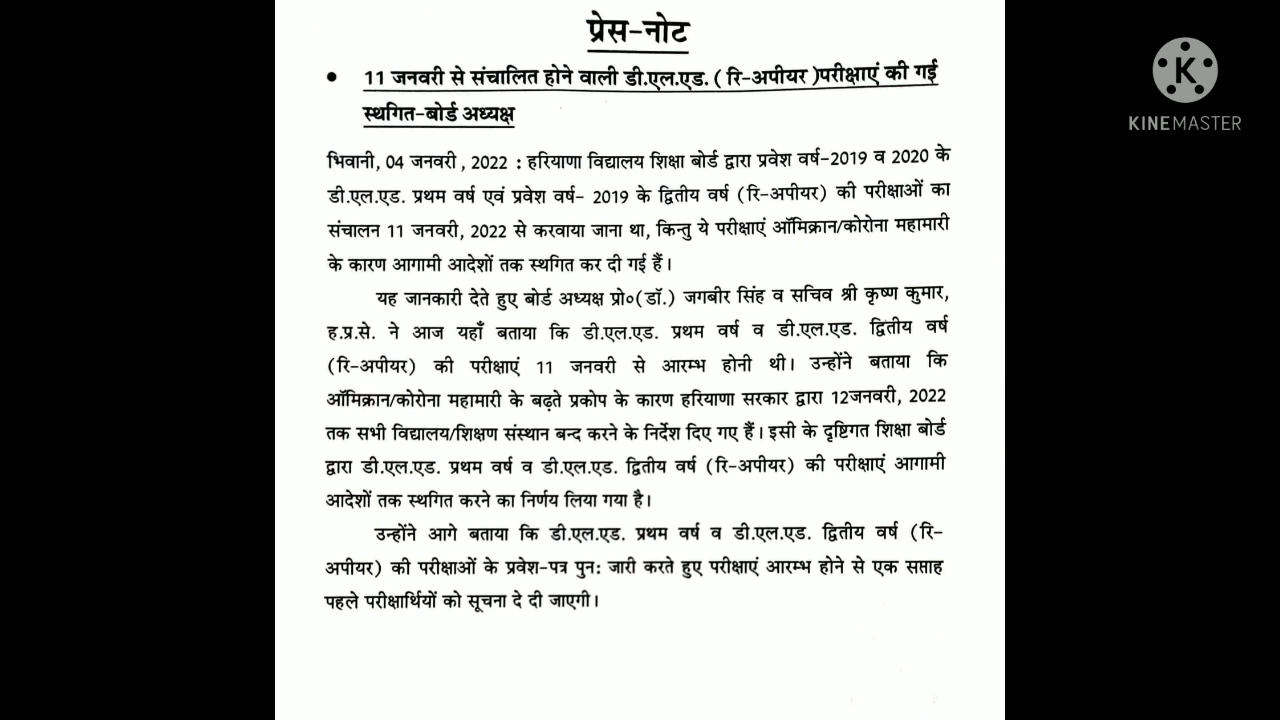 प्रेस-नोट
• 11 जनवरी से संचालित होने वाली डी.एल.एड. ( रि-अपीयर )परीक्षाएं की गई
स्थगित-बोर्ड अध्यक्ष
भिवानी, 04 जनवरी , 2022 : हरियाणा विद्यालय शिक्षा बोर्ड द्वारा प्रवेश वर्ष-2019 व 2020 के
डी.एल.एड. प्रथम वर्ष एवं प्रवेश वर्ष- 2019 के द्वितीय वर्ष (रि-अपीयर) की परीक्षाओं का
संचालन 11 जनवरी, 2022 से करवाया जाना था, किन्तु ये परीक्षाएं ऑमिक्रान/कोरोना महामारी
के कारण आगामी आदेशों तक स्थगित कर दी गई हैं।
यह जानकारी देते हुए बोर्ड अध्यक्ष प्रो०(डॉ.) जगबीर सिंह व सचिव श्री कृष्ण कुमार,
ह.प्र.से. ने आज यहाँ बताया कि डी.एल.एड. प्रथम वर्ष व डी.एल.एड. द्वितीय वर्ष
(रि-अपीयर) की परीक्षाएं 11 जनवरी से आरम्भ होनी थी। उन्होंने बताया कि
ऑमिक्रान/कोरोना महामारी के बढ़ते प्रकोप के कारण हरियाणा सरकार द्वारा 12जनवरी, 2022
तक सभी विद्यालय/शिक्षण संस्थान बन्द करने के निर्देश दिए गए हैं। इसी के दृष्टिगत शिक्षा बोर्ड
द्वारा डी.एल.एड. प्रथम वर्ष व डी.एल.एड. द्वितीय वर्ष (रि-अपीयर) की परीक्षाएं आगामी
आदेशों तक स्थगित करने का निर्णय लिया गया है।
उन्होंने आगे बताया कि डी.एल.एड. प्रथम वर्ष व डी.एल.एड. द्वितीय वर्ष (रि-
अपीयर) की परीक्षाओं के प्रवेश-पत्र पुन: जारी करते हुए परीक्षाएं आरम्भ होने से एक सप्ताह
पहले परीक्षार्थियों को सूचना दे दी जाएगी।
K
KINEMASTER